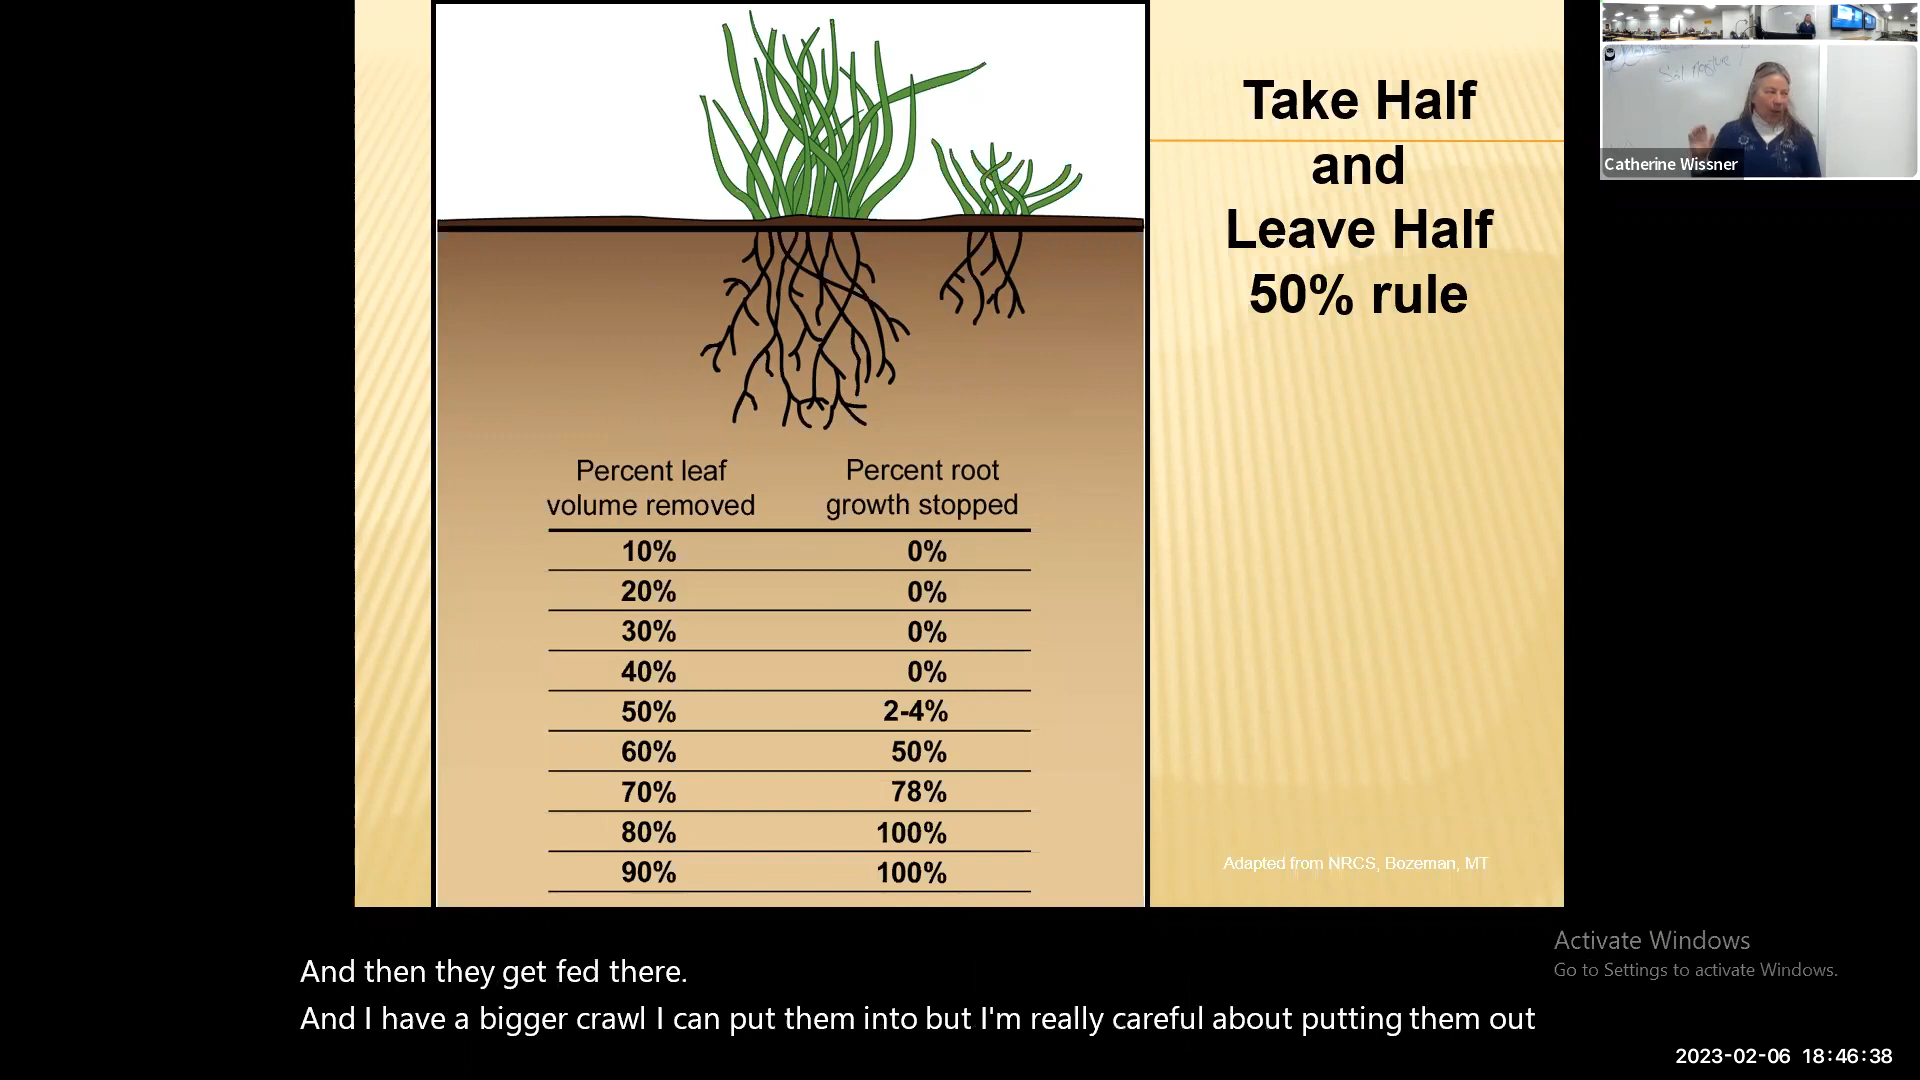 Take Half
and
Leave Half
50% rule
Percent leaf
volume removed
Percent root
growth stopped
10% 0%
20% 0%
30% 0%
40% 0%
50% 2-4%
60% 50%
70% 78%
80% 100%
90% 100%
Adapted from NRCS, Bozeman, MT
Soil Moisture
Catherine Wissner
And then they get fed there.
And I have a bigger crawl I can put them into but I'm really careful about putting them out
Activate Windows
Go to Settings to activate Windows.
2023-02-06 18:46:38